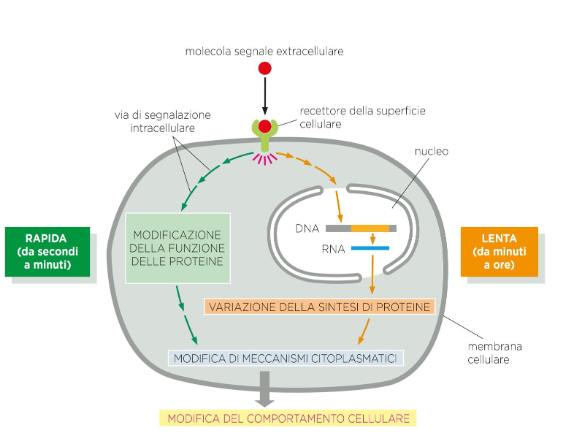 molecola segnale extracellulare
recettore della superficie
cellulare
via di segnalazione
intracellulare
nucleo
MODIFICAZIONE
DELLA FUNZIONE
DELLE PROTEINE
DNA
RNA
RAPIDA
(da secondi
a minuti)
LENTA
(da minuti
a ore)
VARIAZIONE DELLA SINTESI DI PROTEINE
membrana
cellulare
MODIFICA DI MECCANISMI CITOPLASMATICI
MODIFICA DEL COMPORTAMENTO CELLULARE